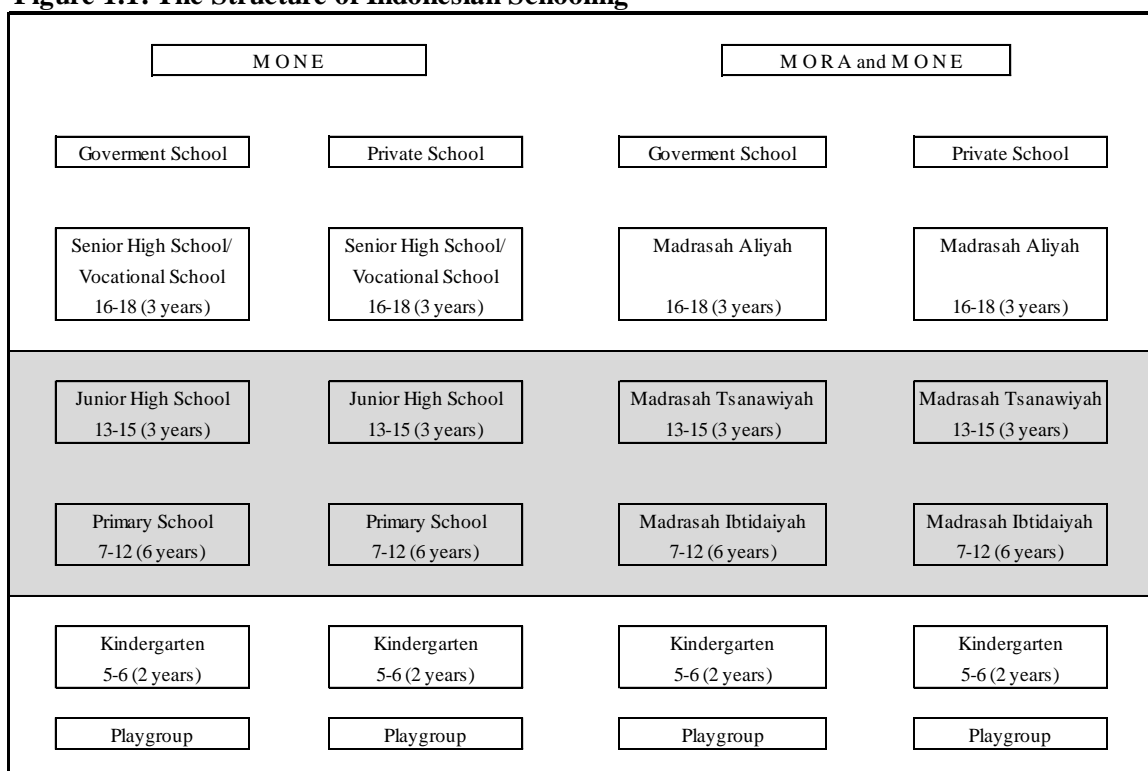 Figure 1.1: The Structure of Indonesian Schooling
M O N E
M O R A and M O N E
Goverment School
Private School
Goverment School
Private School
Senior High School/
Vocational School
16-18 (3 years)
Senior High School/
Vocational School
16-18 (3 years)
Madrasah Aliyah
16-18 (3 years)
Madrasah Aliyah
16-18 (3 years)
Junior High School
13-15 (3 years)
Junior High School
13-15 (3 years)
Madrasah Tsanawiyah
13-15 (3 years)
Madrasah Tsanawiyah
13-15 (3 years)
Primary School
7-12 (6 years)
Primary School
7-12 (6 years)
Madrasah Ibtidaiyah
7-12 (6 years)
Madrasah Ibtidaiyah
7-12 (6 years)
Kindergarten
5-6 (2 years)
Kindergarten
5-6 (2 years)
Kindergarten
5-6 (2 years)
Kindergarten
5-6 (2 years)
Playgroup
Playgroup
Playgroup
Playgroup